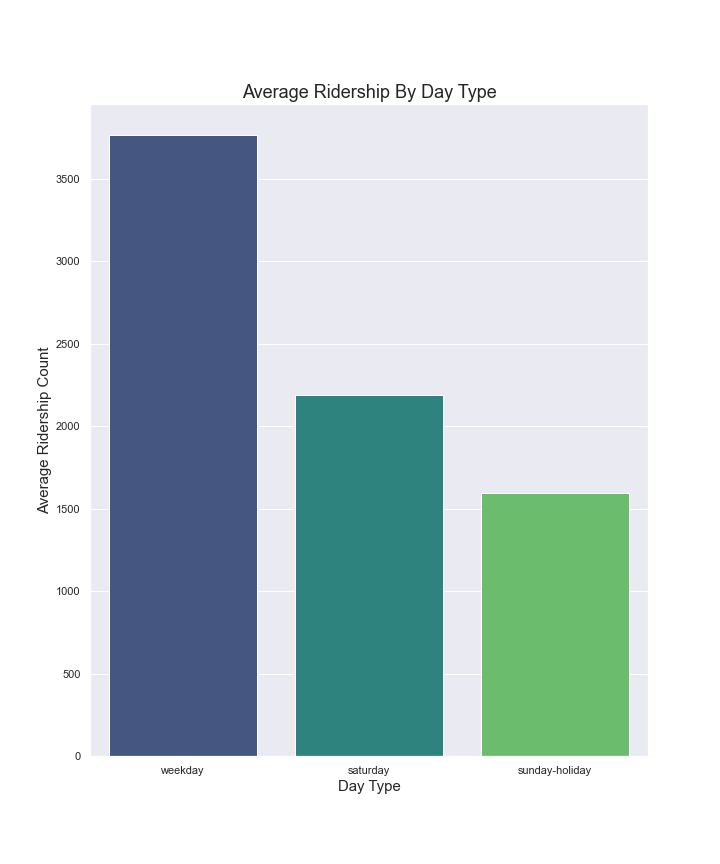 Average Ridership By Day Type
Average Ridership Count
3500
3000
2500
2000
1500
1000
500
0
weekday saturday sunday-holiday
Day Type